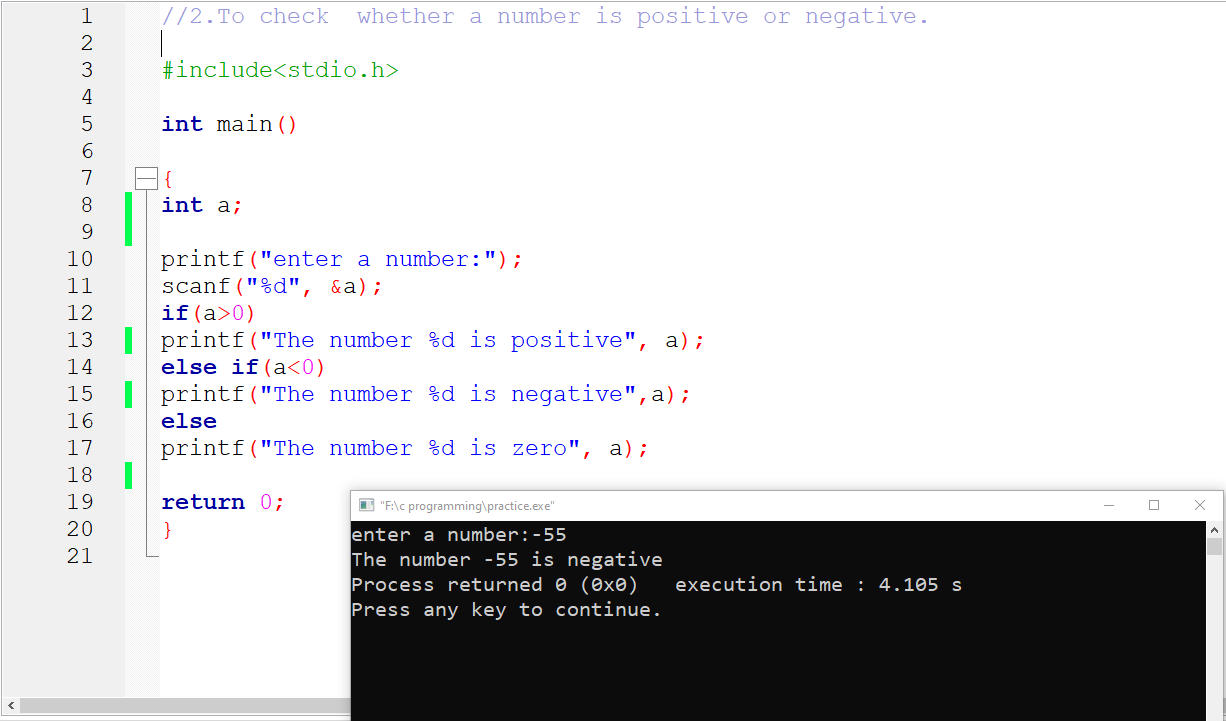 1 //2.To check  whether a number is positive or negative.
2
3 #include<stdio.h>
4
5 int main()
6
7 {
8 int a;
9
10 printf("enter a number:");
11 scanf("%d", &a);
12 if(a>0)
13 printf("The number %d is positive", a);
14 else if(a<0)
15 printf("The number %d is negative",a);
16 else
17 printf("The number %d is zero", a);
18
19 return 0;
20 }
21
"F:\c programming\practice.exe"
enter a number:-55
The number -55 is negative
Process returned 0 (0x0)   execution time : 4.105 s
Press any key to continue.